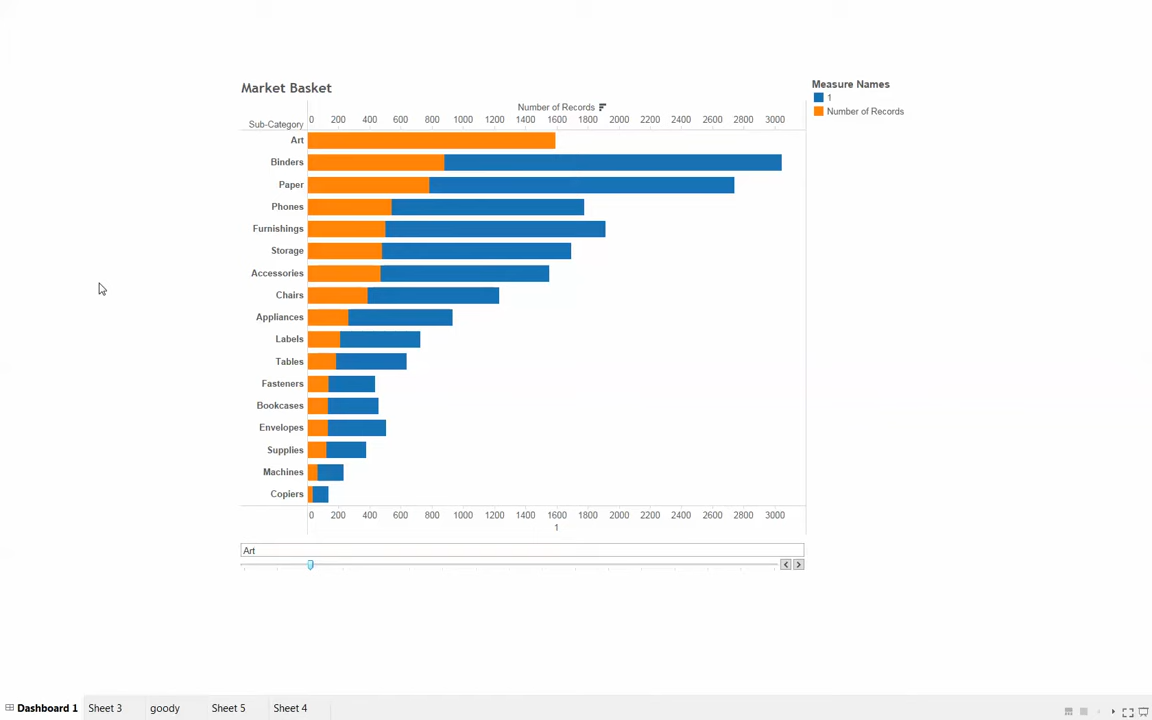 Market Basket
Measure Names
1
Number of Records
Number of Records
Sub-Category
0 200 400 600 800 1000 1200 1400 1600 1800 2000 2200 2400 2600 2800 3000
Art
Binders
Paper
Phones
Furnishings
Storage
Accessories
Chairs
Appliances
Labels
Tables
Fasteners
Bookcases
Envelopes
Supplies
Machines
Copiers
0 200 400 600 800 1000 1200 1400 1600 1800 2000 2200 2400 2600 2800 3000
1
Art
Dashboard 1 Sheet 3 goody Sheet 5 Sheet 4